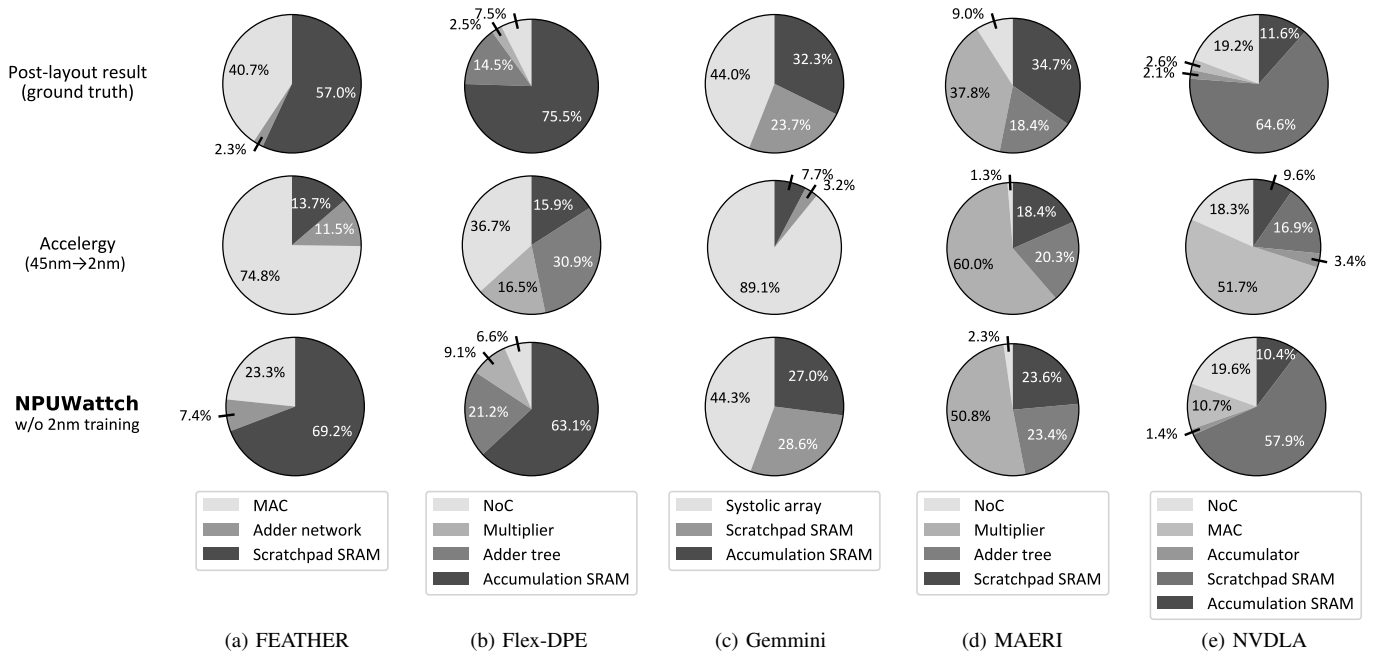 Post-layout result
(ground truth)
40.7%
57.0%
2.3%
7.5%
2.5%
14.5%
75.5%
44.0%
32.3%
23.7%
9.0%
34.7%
37.8%
18.4%
11.6%
19.2%
2.6%
2.1%
64.6%
Accelergy
(45nm→2nm)
13.7%
11.5%
74.8%
36.7%
15.9%
30.9%
16.5%
7.7%
3.2%
89.1%
1.3%
18.4%
20.3%
60.0%
9.6%
18.3%
16.9%
3.4%
51.7%
NPUWattch
w/o 2nm training
23.3%
7.4%
69.2%
6.6%
9.1%
21.2%
63.1%
44.3%
27.0%
28.6%
2.3%
23.6%
50.8%
23.4%
10.4%
19.6%
10.7%
1.4%
57.9%
MAC
Adder network
Scratchpad SRAM
NoC
Multiplier
Adder tree
Accumulation SRAM
Systolic array
Scratchpad SRAM
Accumulation SRAM
NoC
Multiplier
Adder tree
Scratchpad SRAM
NoC
MAC
Accumulator
Scratchpad SRAM
Accumulation SRAM
(a) FEATHER
(b) Flex-DPE
(c) Gemmini
(d) MAERI
(e) NVDLA